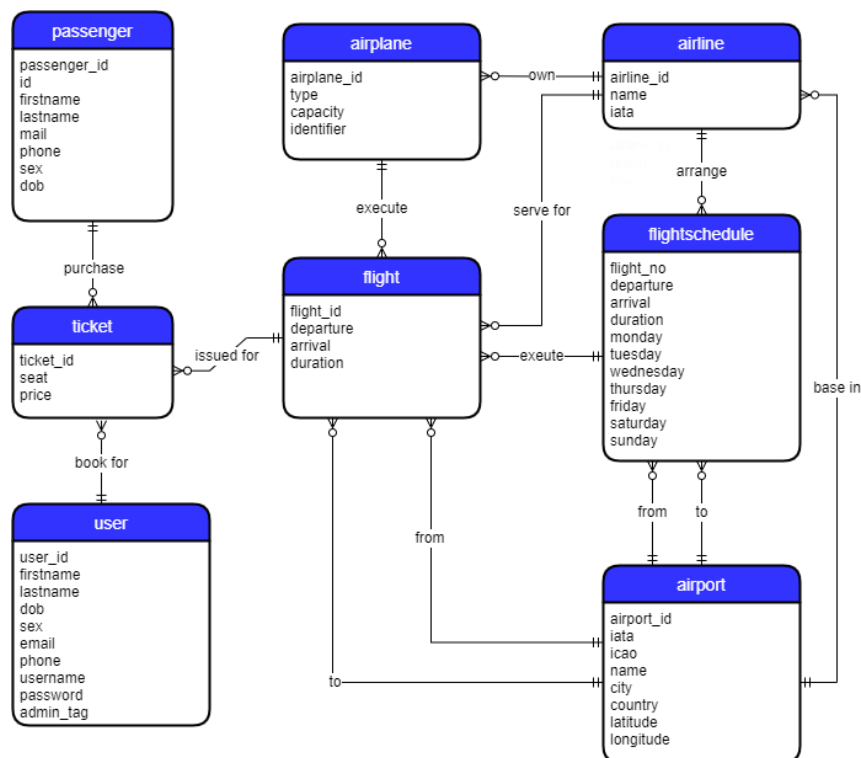 passenger
passenger_id
id
firstname
lastname
mail
phone
sex
dob
airplane
airplane_id
type
capacity
identifier
own
airline
airline_id
name
iata
execute
serve for
arrange
purchase
ticket
ticket_id
seat
price
issued for
flight
flight_id
departure
arrival
duration
exeute
flightschedule
flight_no
departure
arrival
duration
monday
tuesday
wednesday
thursday
friday
saturday
sunday
base in
book for
user
user_id
firstname
lastname
dob
sex
email
phone
username
password
admin_tag
from
to
from
to
airport
airport_id
iata
icao
name
city
country
latitude
longitude